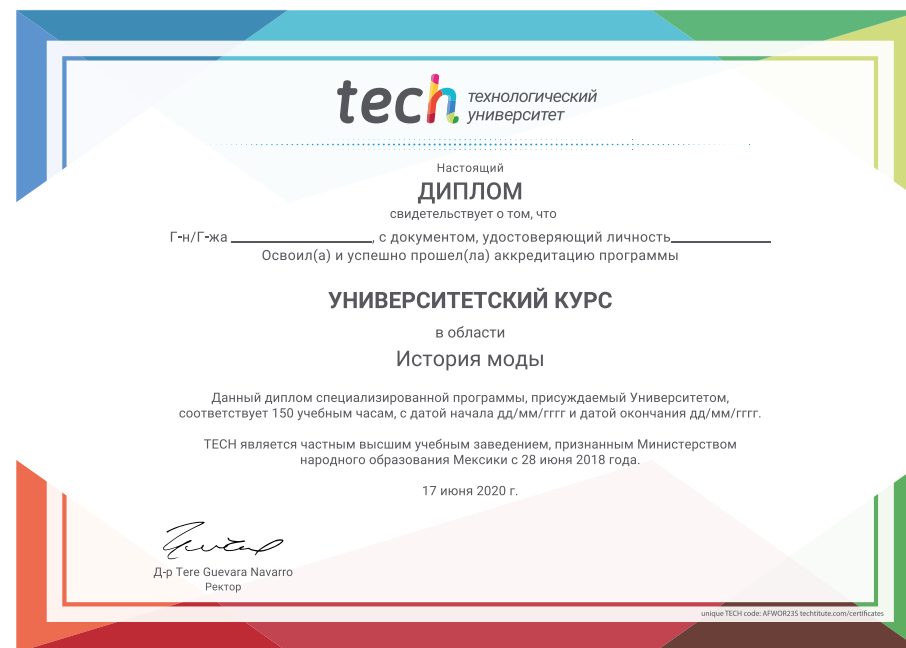 tech технологический
университет
Настоящий
ДИПЛОМ
свидетельствует о том, что
Г-н/Г-жа ____________________, с документом, удостоверяющий личность______________
Освоил(а) и успешно прошел(ла) аккредитацию программы
УНИВЕРСИТЕТСКИЙ КУРС
в области
История моды
Данный диплом специализированной программы, присуждаемый Университетом,
соответствует 150 учебным часам, с датой начала дд/мм/гггг и датой окончания дд/мм/гггг.
TECH является частным высшим учебным заведением, признанным Министерством
народного образования Мексики с 28 июня 2018 года.
17 июня 2020 г.
Д-р Tere Guevara Navarro
Ректор
unique TECH code: AFWOR23S techtitute.com/certificates